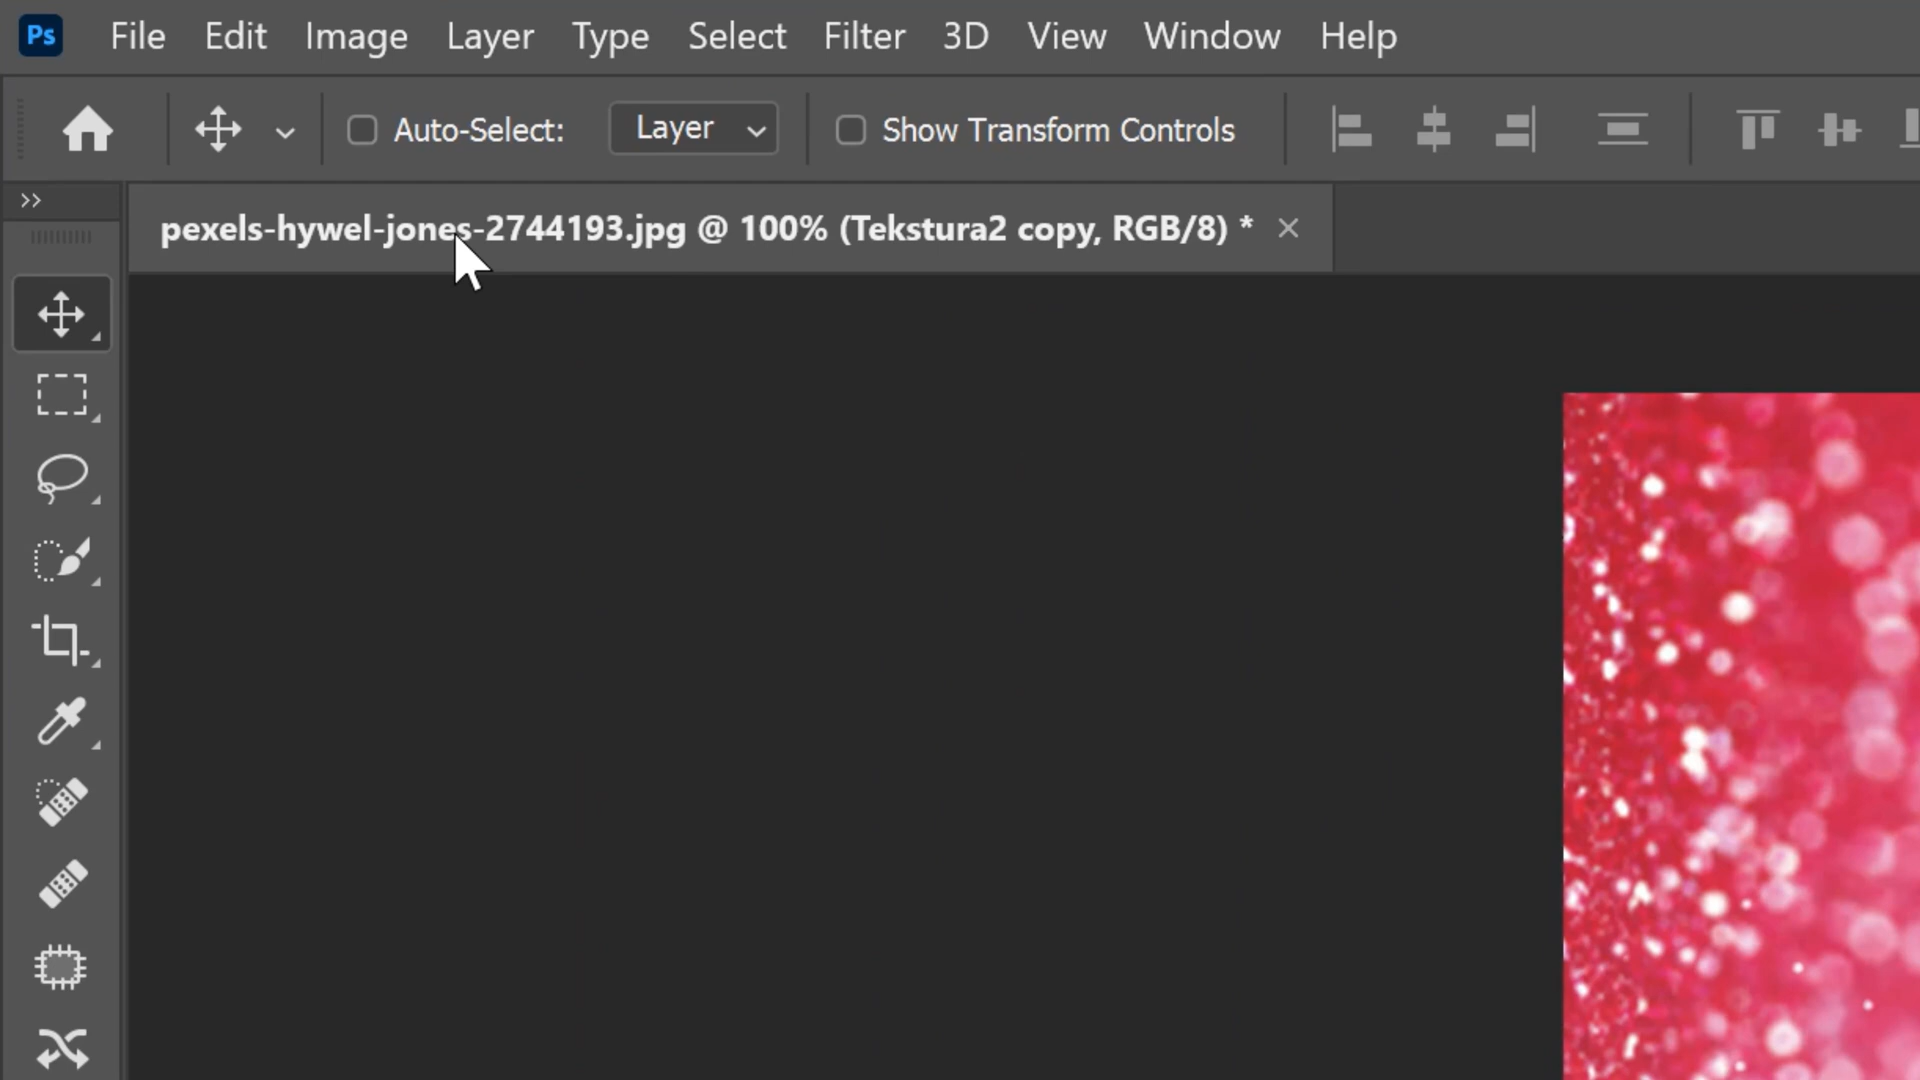 Ps File Edit Image Layer Type Select Filter 3D View Window Help
Auto-Select: Layer Show Transform Controls
pexels-hywel-jones-2744193.jpg @ 100% (Tekstura2 copy, RGB/8) *